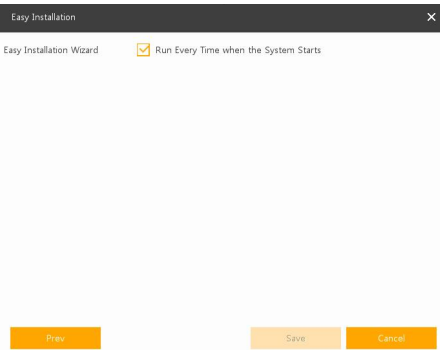 Easy Installation
Easy Installation Wizard Run Every Time when the System Starts
Prev Save Cancel